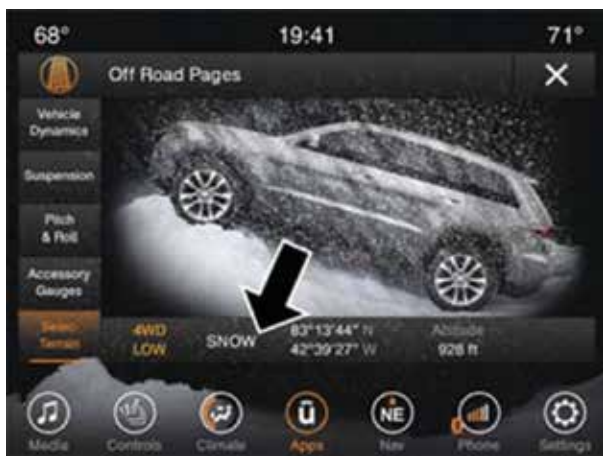 68° 19:41 71°
Off Road Pages
Vehicle
Dynamics
Suspension
Pitch
& Roll
Accessory
Gauges
Select
Terrain
4WD
LOW
SNOW
83°13'44" N
42°39'27" W
Altitude
928 ft
Media
Controls
Climate
ū
Apps
NE
Nav
0
Phone
Settings